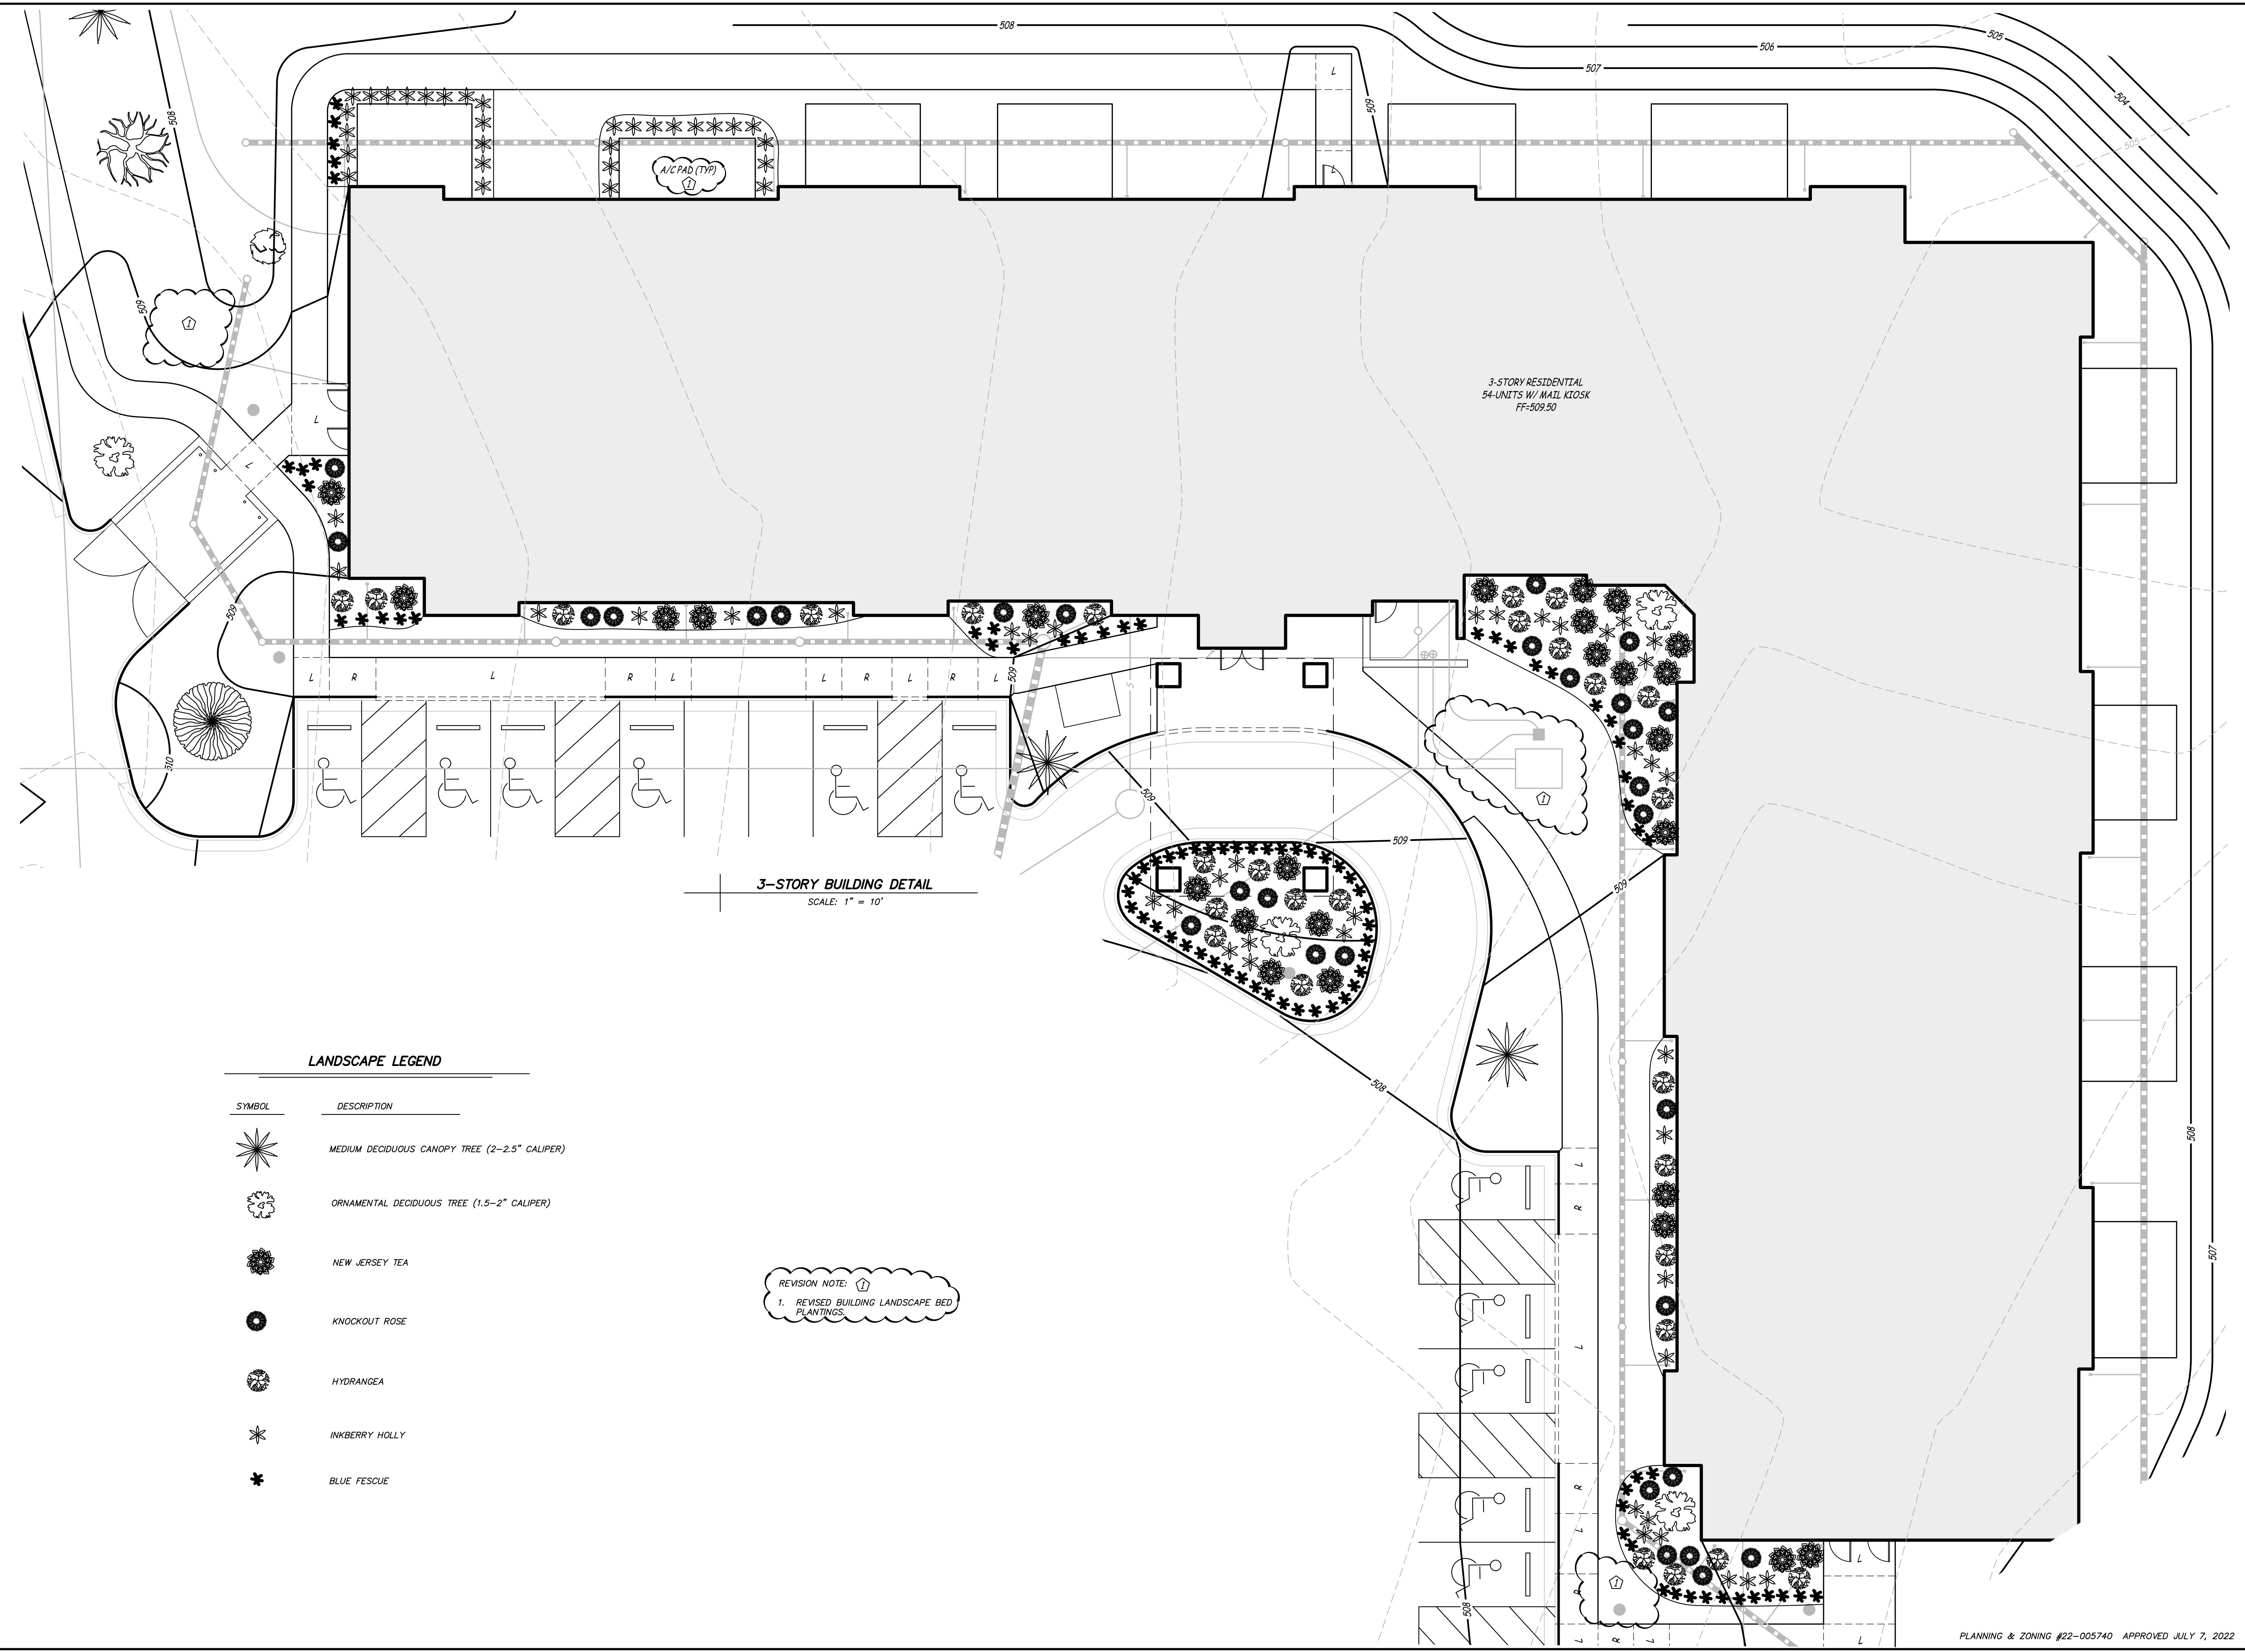 508
505
506
507
504
505
508
509
L
A/C PAD (TYP)
1
L
509
1
3-STORY RESIDENTIAL
54-UNITS W/ MAIL KIOSK
FF=509.50
L
L
509
L
R
L
R
L
L
R
L
R
L
509
S
510
1
509
509
509
3-STORY BUILDING DETAIL
SCALE: 1" = 10'
508
LANDSCAPE LEGEND
SYMBOL
DESCRIPTION
MEDIUM DECIDUOUS CANOPY TREE (2-2.5" CALIPER)
ORNAMENTAL DECIDUOUS TREE (1.5-2" CALIPER)
NEW JERSEY TEA
KNOCKOUT ROSE
HYDRANGEA
INKBERRY HOLLY
BLUE FESCUE
REVISION NOTE: 1
1. REVISED BUILDING LANDSCAPE BED
PLANTINGS.
508
507
L
R
L
R
L
R
1
508
L
L
R
L
L
PLANNING & ZONING #22-005740 APPROVED JULY 7, 2022